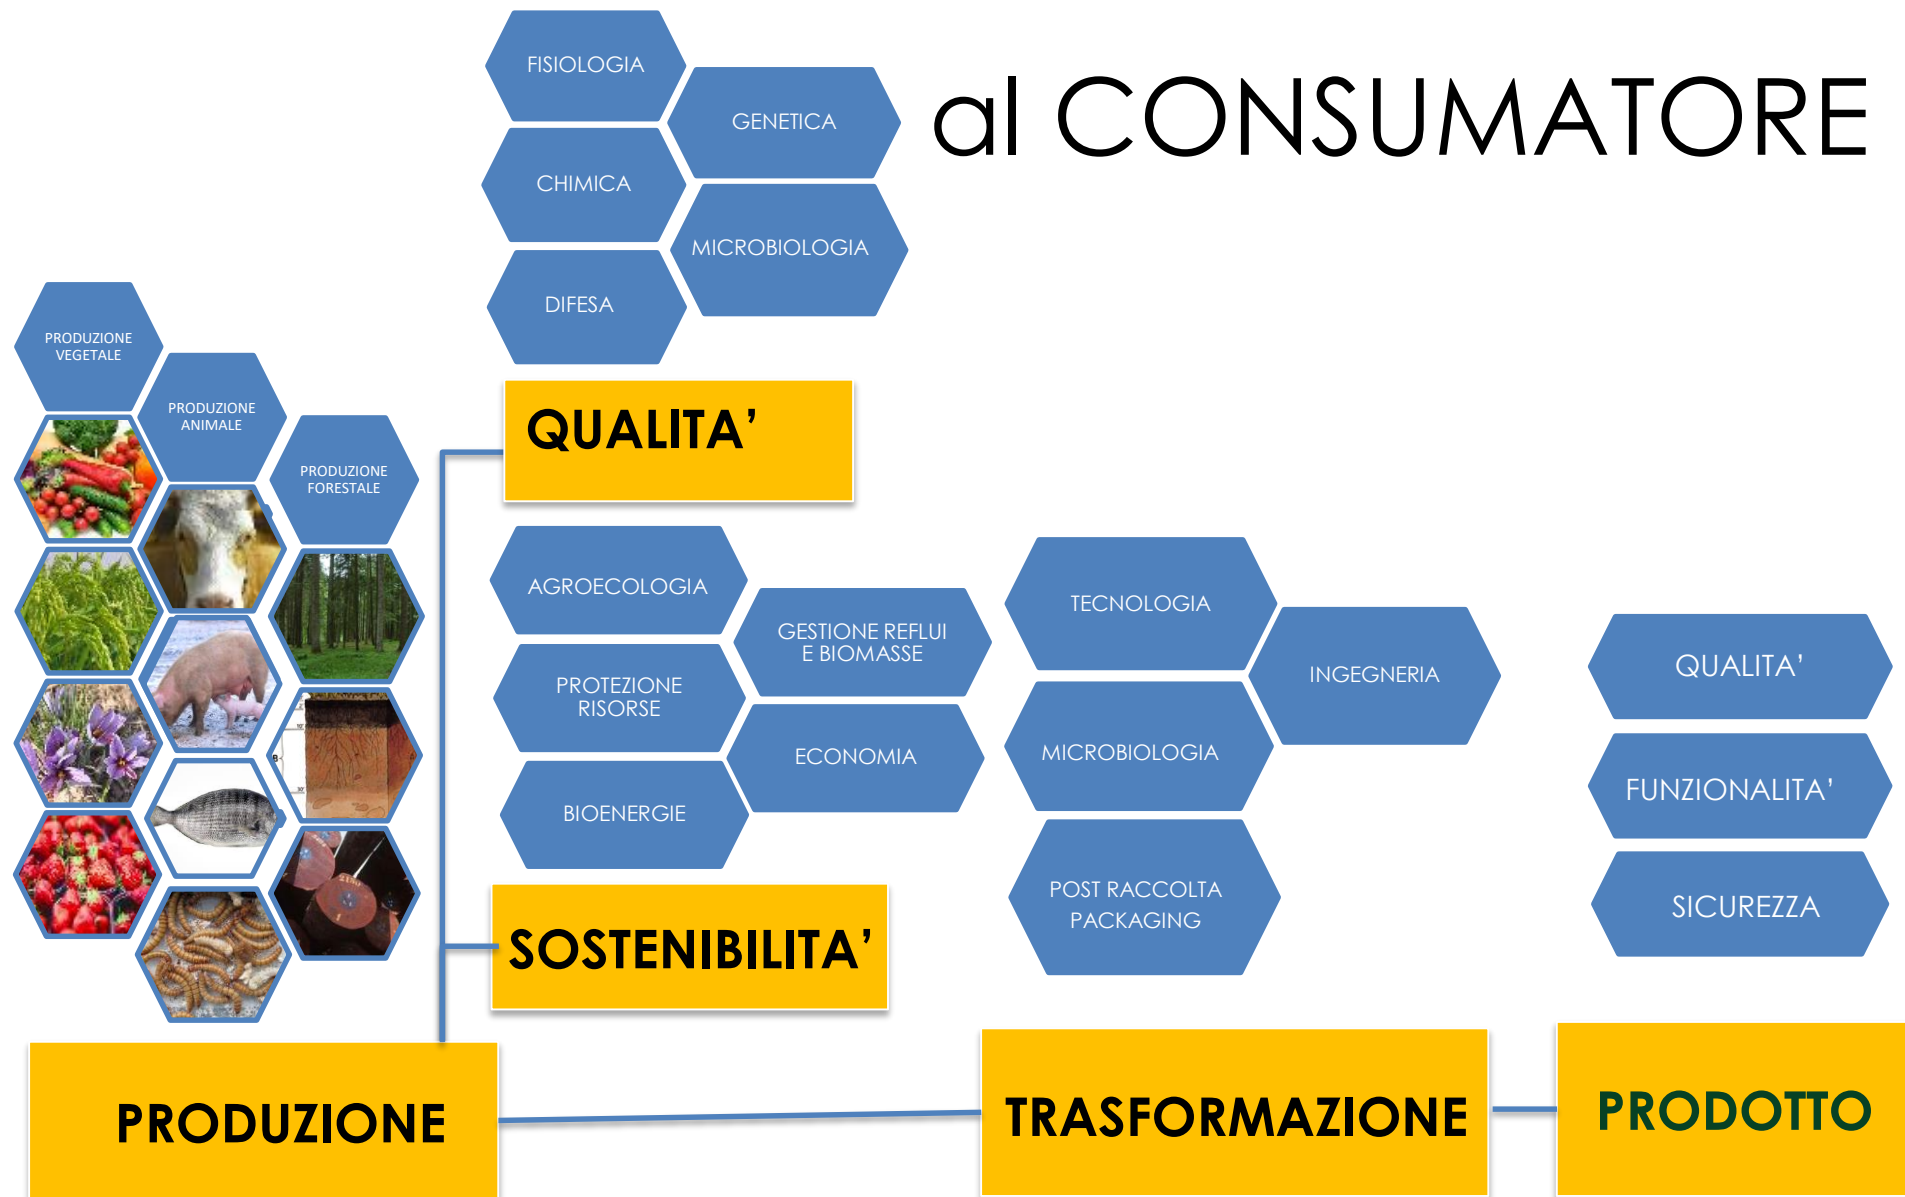 al CONSUMATORE
FISIOLOGIA
GENETICA
CHIMICA
MICROBIOLOGIA
DIFESA
QUALITA’
PRODUZIONE
VEGETALE
PRODUZIONE
ANIMALE
PRODUZIONE
FORESTALE
AGROECOLOGIA
GESTIONE REFLUI
E BIOMASSE
PROTEZIONE
RISORSE
ECONOMIA
BIOENERGIE
SOSTENIBILITA’
TECNOLOGIA
INGEGNERIA
MICROBIOLOGIA
POST RACCOLTA
PACKAGING
QUALITA’
FUNZIONALITA’
SICUREZZA
PRODUZIONE
TRASFORMAZIONE
PRODOTTO